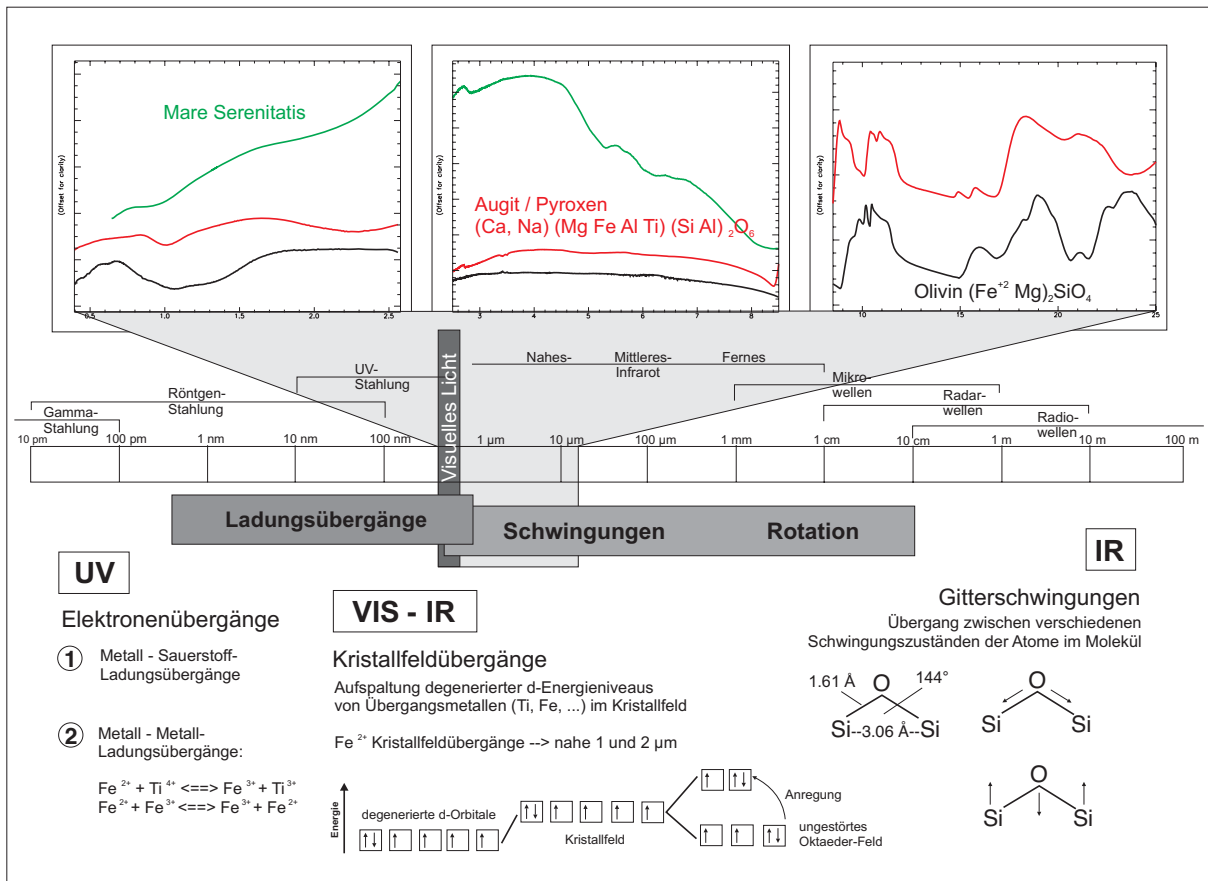 (Offset for clarity)
Mare Serenitatis
0.5 1.0 1.5 2.0 2.5
(Offset for clarity)
Augit / Pyroxen
(Ca, Na) (Mg Fe Al Ti) (Si Al) ₂O₆
3 4 5 6 7 8
(Offset for clarity)
Olivin (Fe⁺² Mg)₂SiO₄
10 15 20 25
Visuelles Licht
UV-
Stahlung
Nahes- Mittleres- Fernes
Infrarot
Röntgen-
Stahlung
Mikro-
wellen
Gamma-
Stahlung
Radar-
wellen
Radio-
wellen
10 pm 100 pm 1 nm 10 nm 100 nm 1 µm 10 µm 100 µm 1 mm 1 cm 10 cm 1 m 10 m 100 m
Ladungsübergänge
Schwingungen Rotation
UV
Elektronenübergänge
1 Metall - Sauerstoff-
Ladungsübergänge
2 Metall - Metall-
Ladungsübergänge:
Fe ²⁺ + Ti ⁴⁺ <==> Fe ³⁺ + Ti ³⁺
Fe ²⁺ + Fe ³⁺ <==> Fe ³⁺ + Fe ²⁺
VIS - IR
Kristallfeldübergänge
Aufspaltung degenerierter d-Energieniveaus
von Übergangsmetallen (Ti, Fe, ...) im Kristallfeld
Fe ²⁺ Kristallfeldübergänge --> nahe 1 und 2 µm
Energie
degenerierte d-Orbitale
Kristallfeld
Anregung
ungestörtes
Oktaeder-Feld
IR
Gitterschwingungen
Übergang zwischen verschiedenen
Schwingungszuständen der Atome im Molekül
1.61 Å O 144°
Si--3.06 Å--Si
O
Si Si
O
Si Si